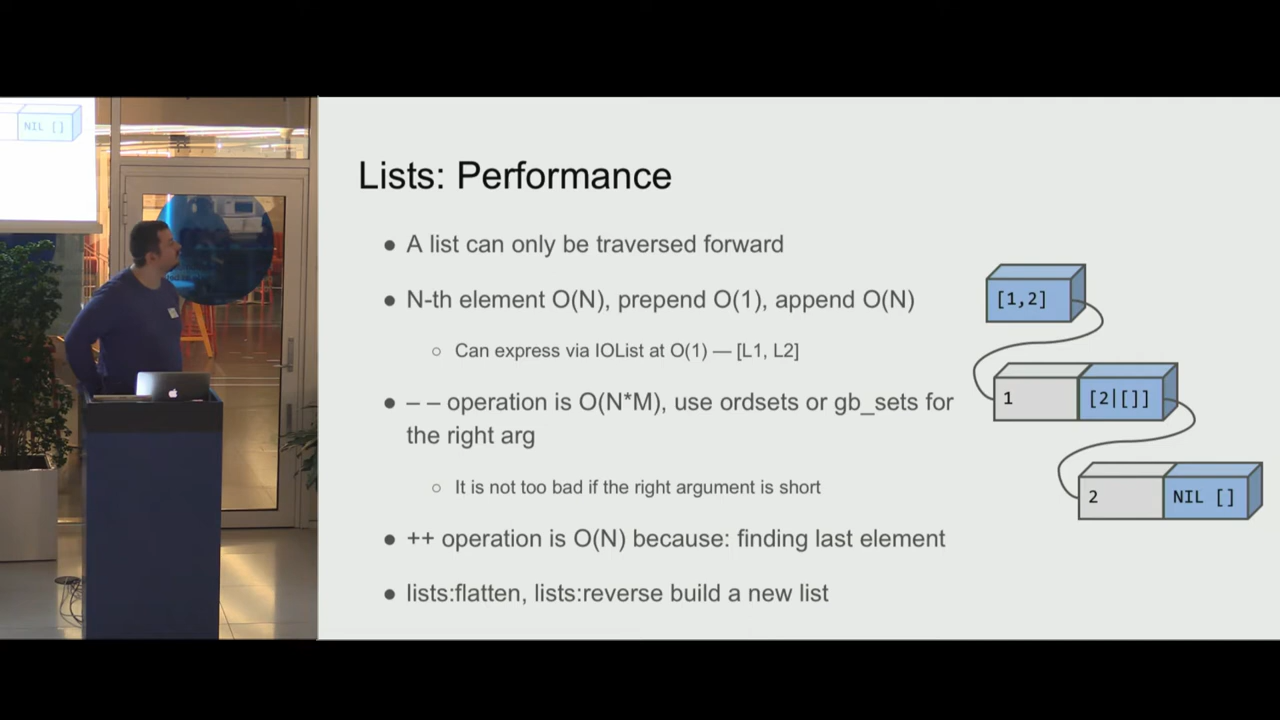 NIL []
Lists: Performance
● A list can only be traversed forward
● N-th element O(N), prepend O(1), append O(N)
○ Can express via IOList at O(1) — [L1, L2]
● – – operation is O(N*M), use ordsets or gb_sets for
the right arg
○ It is not too bad if the right argument is short
● ++ operation is O(N) because: finding last element
● lists:flatten, lists:reverse build a new list
[1,2]
1 [2|[]]
2 NIL []